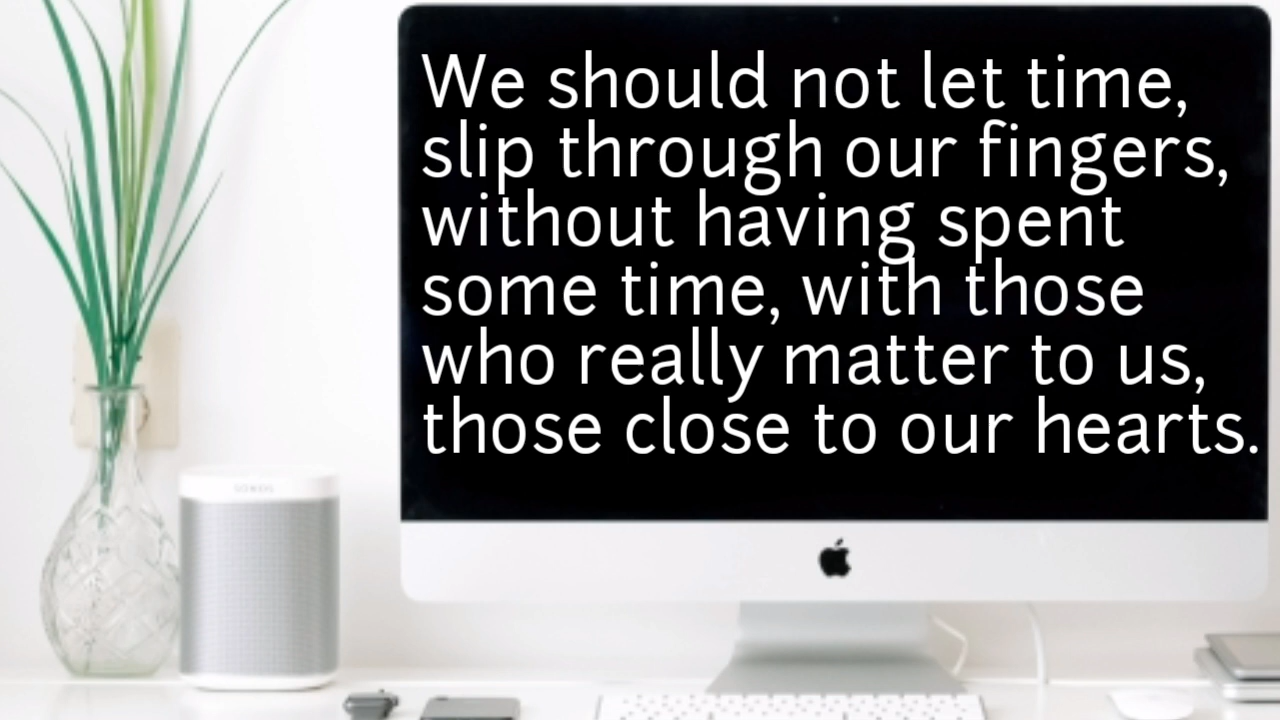 We should not let time,
slip through our fingers,
without having spent
some time, with those
who really matter to us,
those close to our hearts.
SONOS